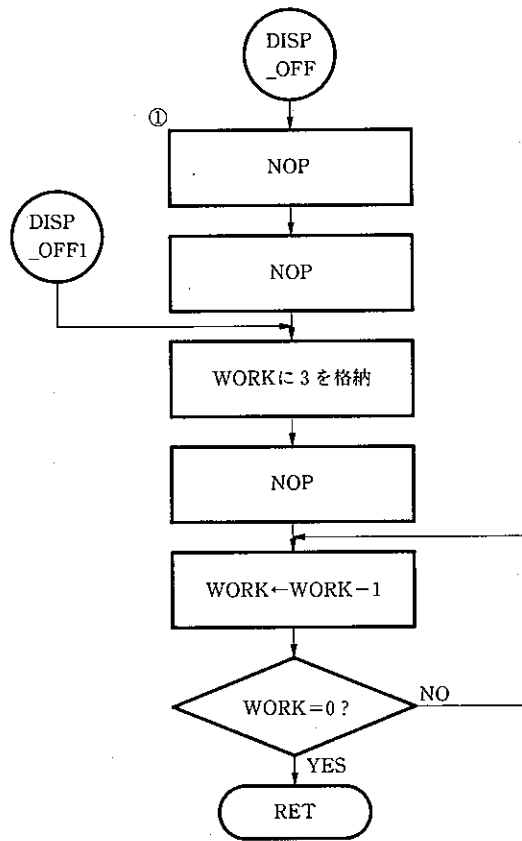 DISP
_OFF
①
NOP
DISP
_OFF1
NOP
WORKに3を格納
NOP
WORK←WORK−1
WORK=0?
NO
YES
RET